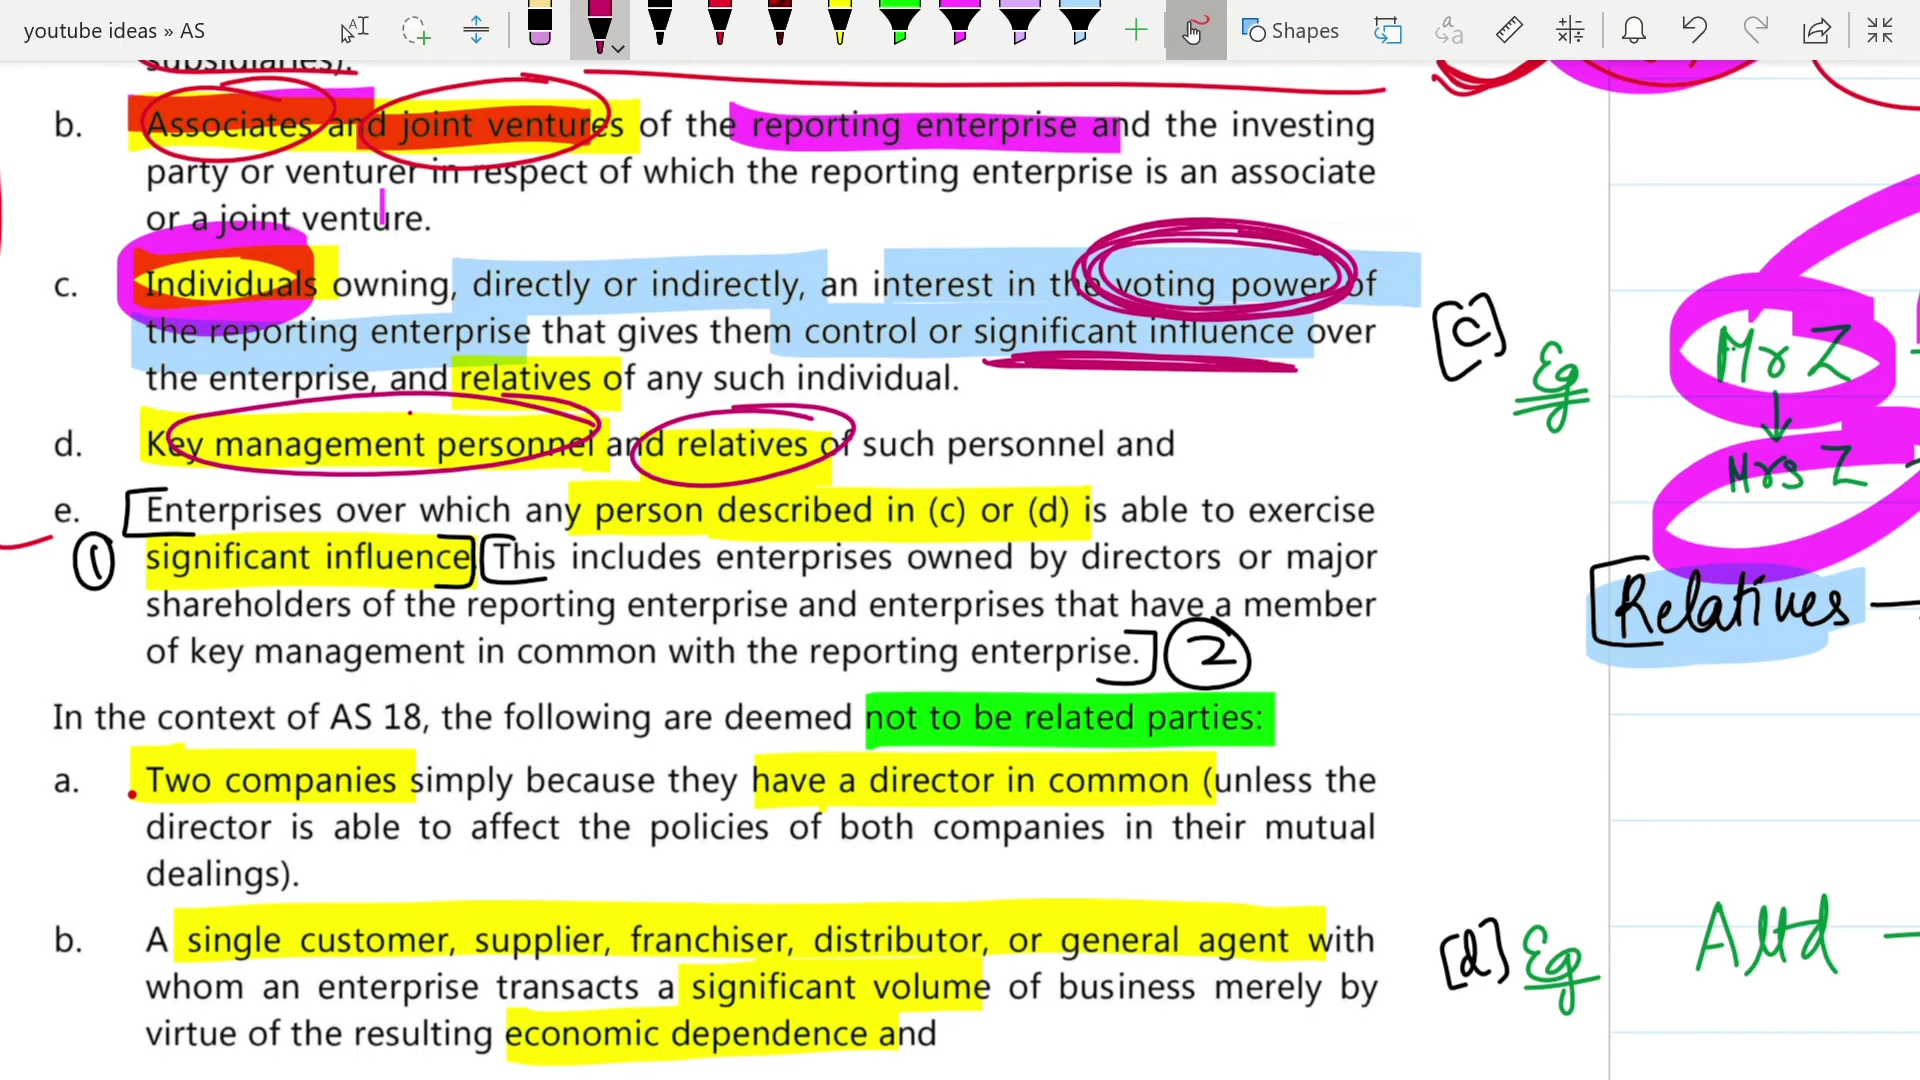 youtube ideas » AS
Shapes
subsidiaries).
b. Associates and joint ventures of the reporting enterprise and the investing
party or venturer in respect of which the reporting enterprise is an associate
or a joint venture.
c. Individuals owning, directly or indirectly, an interest in the voting power of
the reporting enterprise that gives them control or significant influence over
the enterprise, and relatives of any such individual.
[c]
Eg
Mr Z
Mrs Z
d. Key management personnel and relatives of such personnel and
e. Enterprises over which any person described in (c) or (d) is able to exercise
1 significant influence. This includes enterprises owned by directors or major
shareholders of the reporting enterprise and enterprises that have a member
of key management in common with the reporting enterprise. 2
[Relatives
In the context of AS 18, the following are deemed not to be related parties:
a. Two companies simply because they have a director in common (unless the
director is able to affect the policies of both companies in their mutual
dealings).
b. A single customer, supplier, franchiser, distributor, or general agent with
whom an enterprise transacts a significant volume of business merely by
virtue of the resulting economic dependence and
[d] Eg
A Ltd